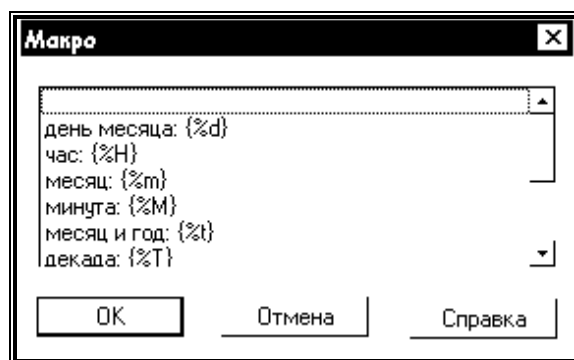 Макро
день месяца: {%d}
час: {%H}
месяц: {%m}
минута: {%M}
месяц и год: {%t}
декада: {%T}
OK
Отмена
Справка